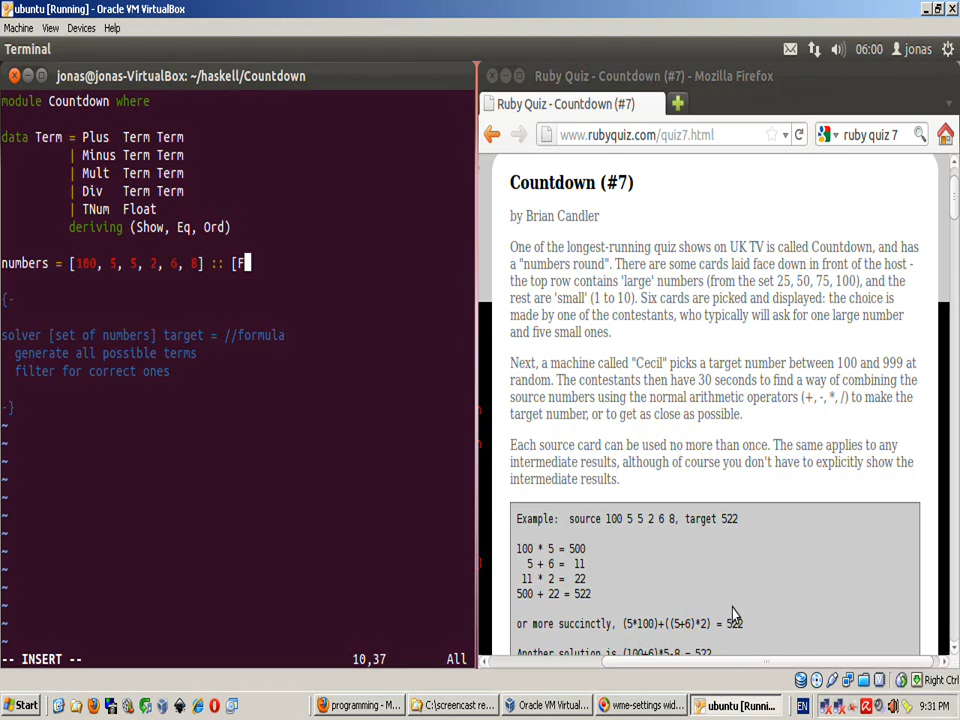 ubuntu [Running] - Oracle VM VirtualBox
Machine View Devices Help
Terminal
06:00 jonas
jonas@jonas-VirtualBox: ~/haskell/Countdown
module Countdown where
data Term = Plus Term Term
| Minus Term Term
| Mult Term Term
| Div Term Term
| TNum Float
deriving (Show, Eq, Ord)
numbers = [100, 5, 5, 2, 6, 8] :: [F
{-
solver [set of numbers] target = //formula
generate all possible terms
filter for correct ones
-}
~
~
~
~
~
~
~
~
~
~
~
~
~
-- INSERT -- 10,37 All
Ruby Quiz - Countdown (#7) - Mozilla Firefox
Ruby Quiz - Countdown (#7)
www.rubyquiz.com/quiz7.html
ruby quiz 7
Countdown (#7)
by Brian Candler
One of the longest-running quiz shows on UK TV is called Countdown, and has
a "numbers round". There are some cards laid face down in front of the host -
the top row contains 'large' numbers (from the set 25, 50, 75, 100), and the
rest are 'small' (1 to 10). Six cards are picked and displayed: the choice is
made by one of the contestants, who typically will ask for one large number
and five small ones.
Next, a machine called "Cecil" picks a target number between 100 and 999 at
random. The contestants then have 30 seconds to find a way of combining the
source numbers using the normal arithmetic operators (+, -, *, /) to make the
target number, or to get as close as possible.
Each source card can be used no more than once. The same applies to any
intermediate results, although of course you don't have to explicitly show the
intermediate results.
Example: source 100 5 5 2 6 8, target 522
100 * 5 = 500
5 + 6 = 11
11 * 2 = 22
500 + 22 = 522
or more succinctly, (5*100)+((5+6)*2) = 522
Another solution is (100+6)*5-8 = 522
Right Ctrl
Start
programming - M...
C:\screencast re...
Oracle VM Virtual...
wme-settings wid...
ubuntu [Runni...
EN
9:31 PM